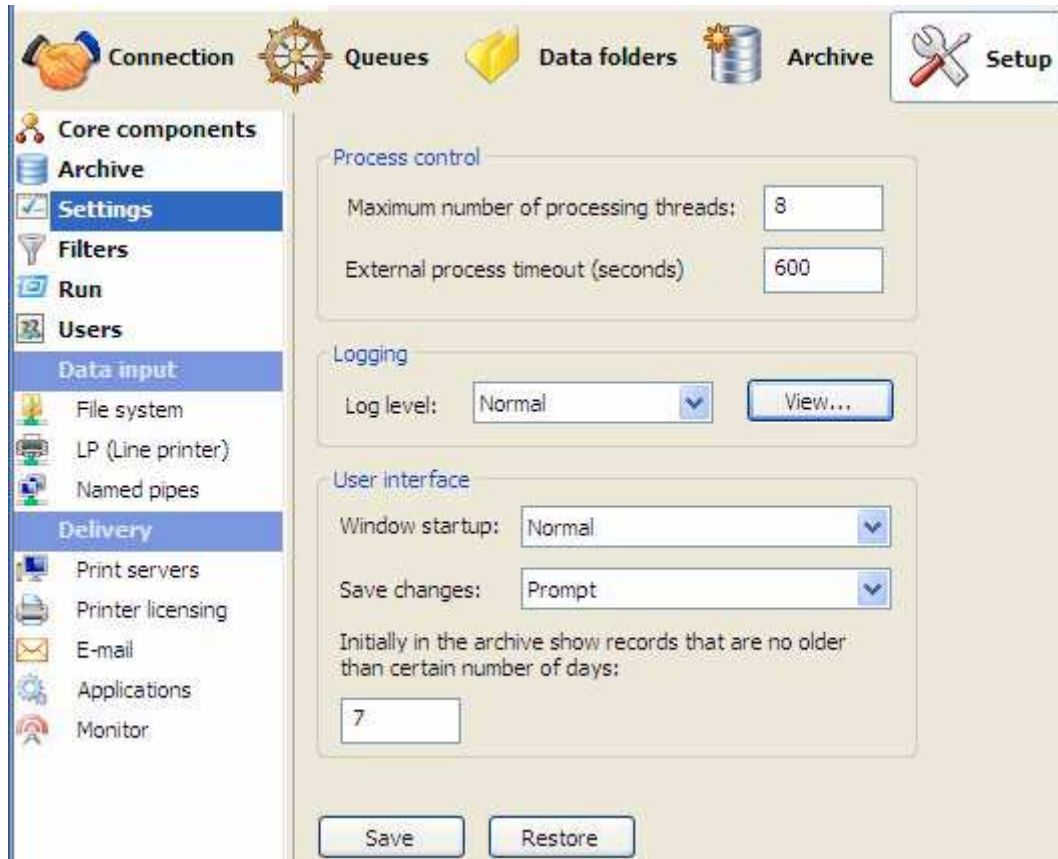 Connection
Queues
Data folders
Archive
Setup
Core components
Archive
Settings
Filters
Run
Users
Data input
File system
LP (Line printer)
Named pipes
Delivery
Print servers
Printer licensing
E-mail
Applications
Monitor
Process control
Maximum number of processing threads: 8
External process timeout (seconds) 600
Logging
Log level: Normal View...
User interface
Window startup: Normal
Save changes: Prompt
Initially in the archive show records that are no older
than certain number of days:
7
Save Restore